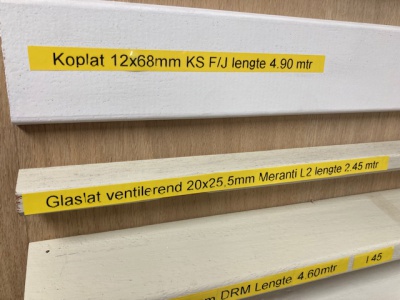 Koplat 12x68mm KS F/J lengte 4.90 mtr
Glaslat ventilerend 20x25,5mm Meranti L2 lengte 2.45 mtr
DRM Lengte 4.60mtr
I 45